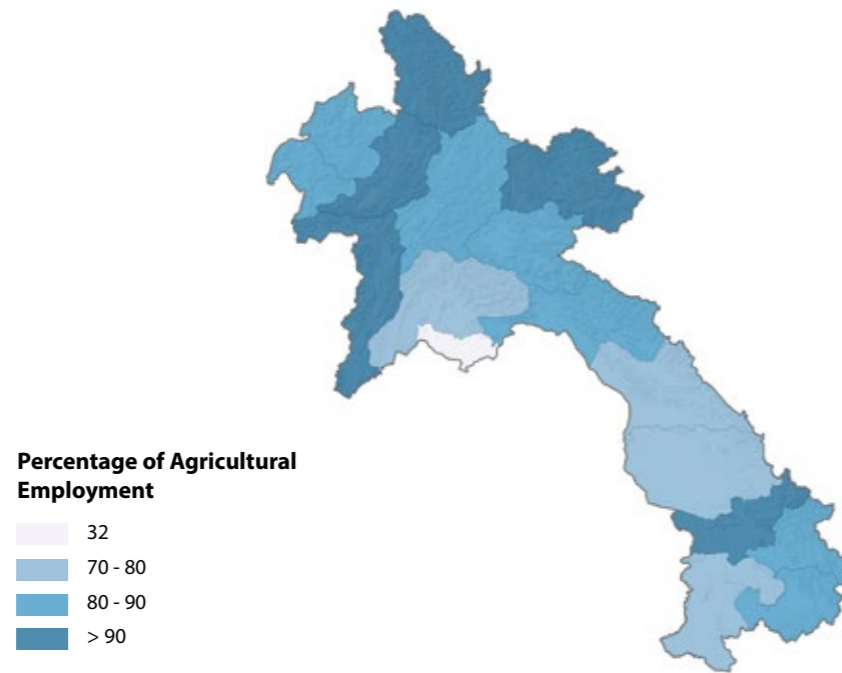 Percentage of Agricultural
Employment
32
70 - 80
80 - 90
> 90